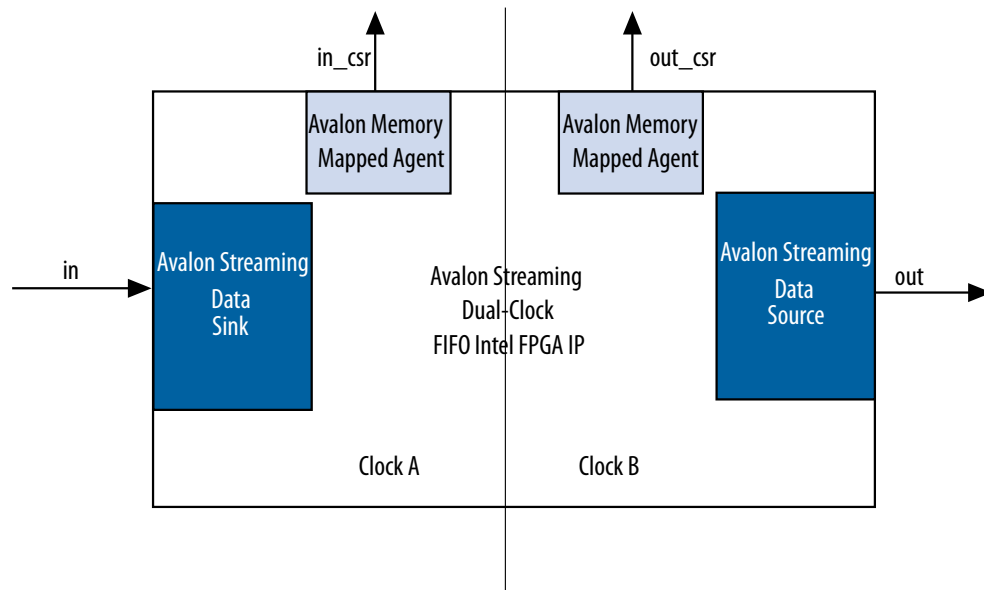 in_csr
out_csr
Avalon Memory
Mapped Agent
Avalon Memory
Mapped Agent
in
Avalon Streaming
Data
Sink
Avalon Streaming
Dual-Clock
FIFO Intel FPGA IP
Avalon Streaming
Data
Source
out
Clock A
Clock B